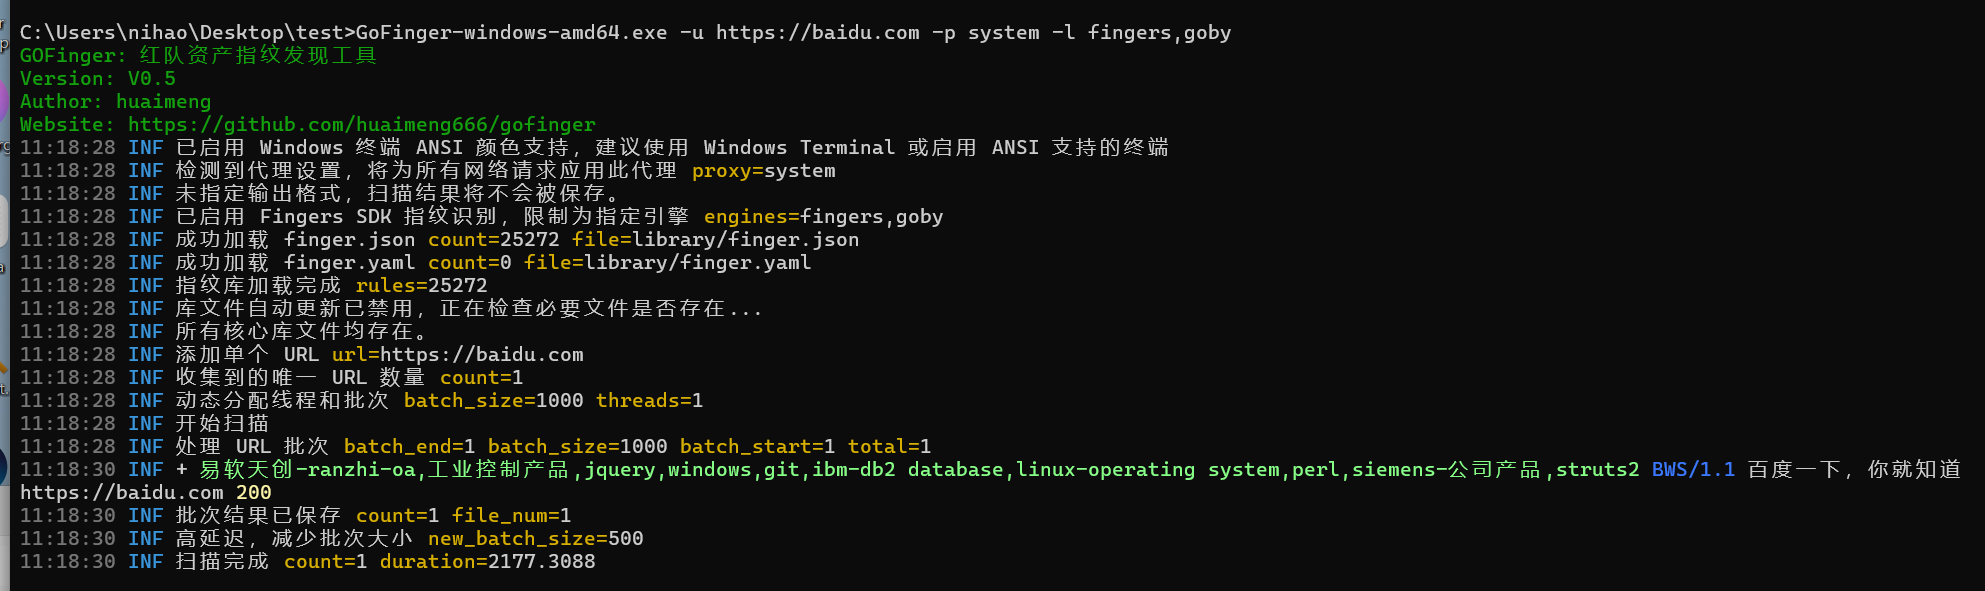 C:\Users\nihao\Desktop\test>GoFinger-windows-amd64.exe -u https://baidu.com -p system -l fingers,goby
GOFinger: 红队资产指纹发现工具
Version: V0.5
Author: huaimeng
Website: https://github.com/huaimeng666/gofinger
11:18:28 INF 已启用 Windows 终端 ANSI 颜色支持，建议使用 Windows Terminal 或启用 ANSI 支持的终端
11:18:28 INF 检测到代理设置，将为所有网络请求应用此代理 proxy=system
11:18:28 INF 未指定输出格式，扫描结果将不会被保存。
11:18:28 INF 已启用 Fingers SDK 指纹识别，限制为指定引擎 engines=fingers,goby
11:18:28 INF 成功加载 finger.json count=25272 file=library/finger.json
11:18:28 INF 成功加载 finger.yaml count=0 file=library/finger.yaml
11:18:28 INF 指纹库加载完成 rules=25272
11:18:28 INF 库文件自动更新已禁用，正在检查必要文件是否存在...
11:18:28 INF 所有核心库文件均存在。
11:18:28 INF 添加单个 URL url=https://baidu.com
11:18:28 INF 收集到的唯一 URL 数量 count=1
11:18:28 INF 动态分配线程和批次 batch_size=1000 threads=1
11:18:28 INF 开始扫描
11:18:28 INF 处理 URL 批次 batch_end=1 batch_size=1000 batch_start=1 total=1
11:18:30 INF + 易软天创-ranzhi-oa,工业控制产品,jquery,windows,git,ibm-db2 database,linux-operating system,perl,siemens-公司产品,struts2 BWS/1.1 百度一下，你就知道
https://baidu.com 200
11:18:30 INF 批次结果已保存 count=1 file_num=1
11:18:30 INF 高延迟，减少批次大小 new_batch_size=500
11:18:30 INF 扫描完成 count=1 duration=2177.3088